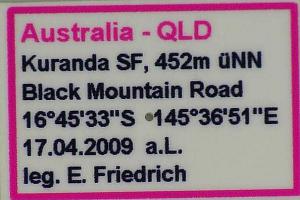 Australia - QLD
Kuranda SF, 452m üNN
Black Mountain Road
16°45'33"S 145°36'51"E
17.04.2009 a.L.
leg. E. Friedrich